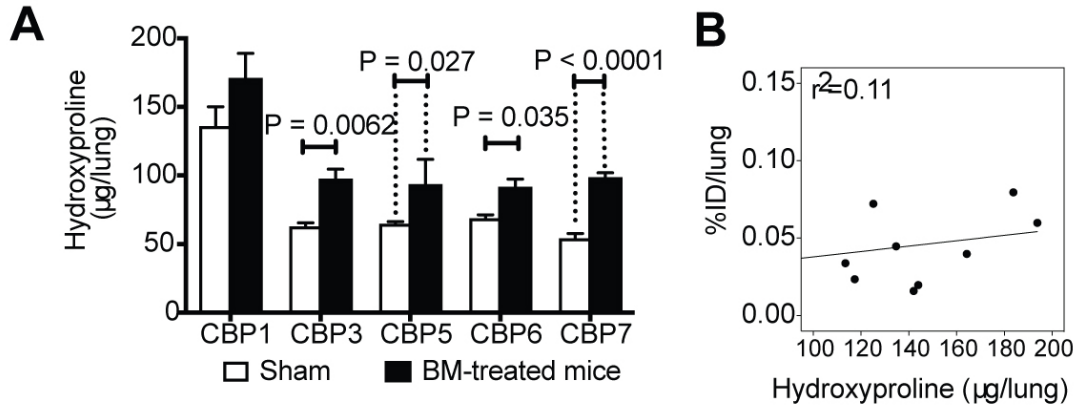 A
Hydroxyproline
(µg/lung)
200
150
100
50
0
P = 0.0062
P = 0.027
P = 0.035
P < 0.0001
CBP1 CBP3 CBP5 CBP6 CBP7
Sham BM-treated mice
B
%ID/lung
0.15
0.10
0.05
0.00
r2=0.11
100 120 140 160 180 200
Hydroxyproline (µg/lung)